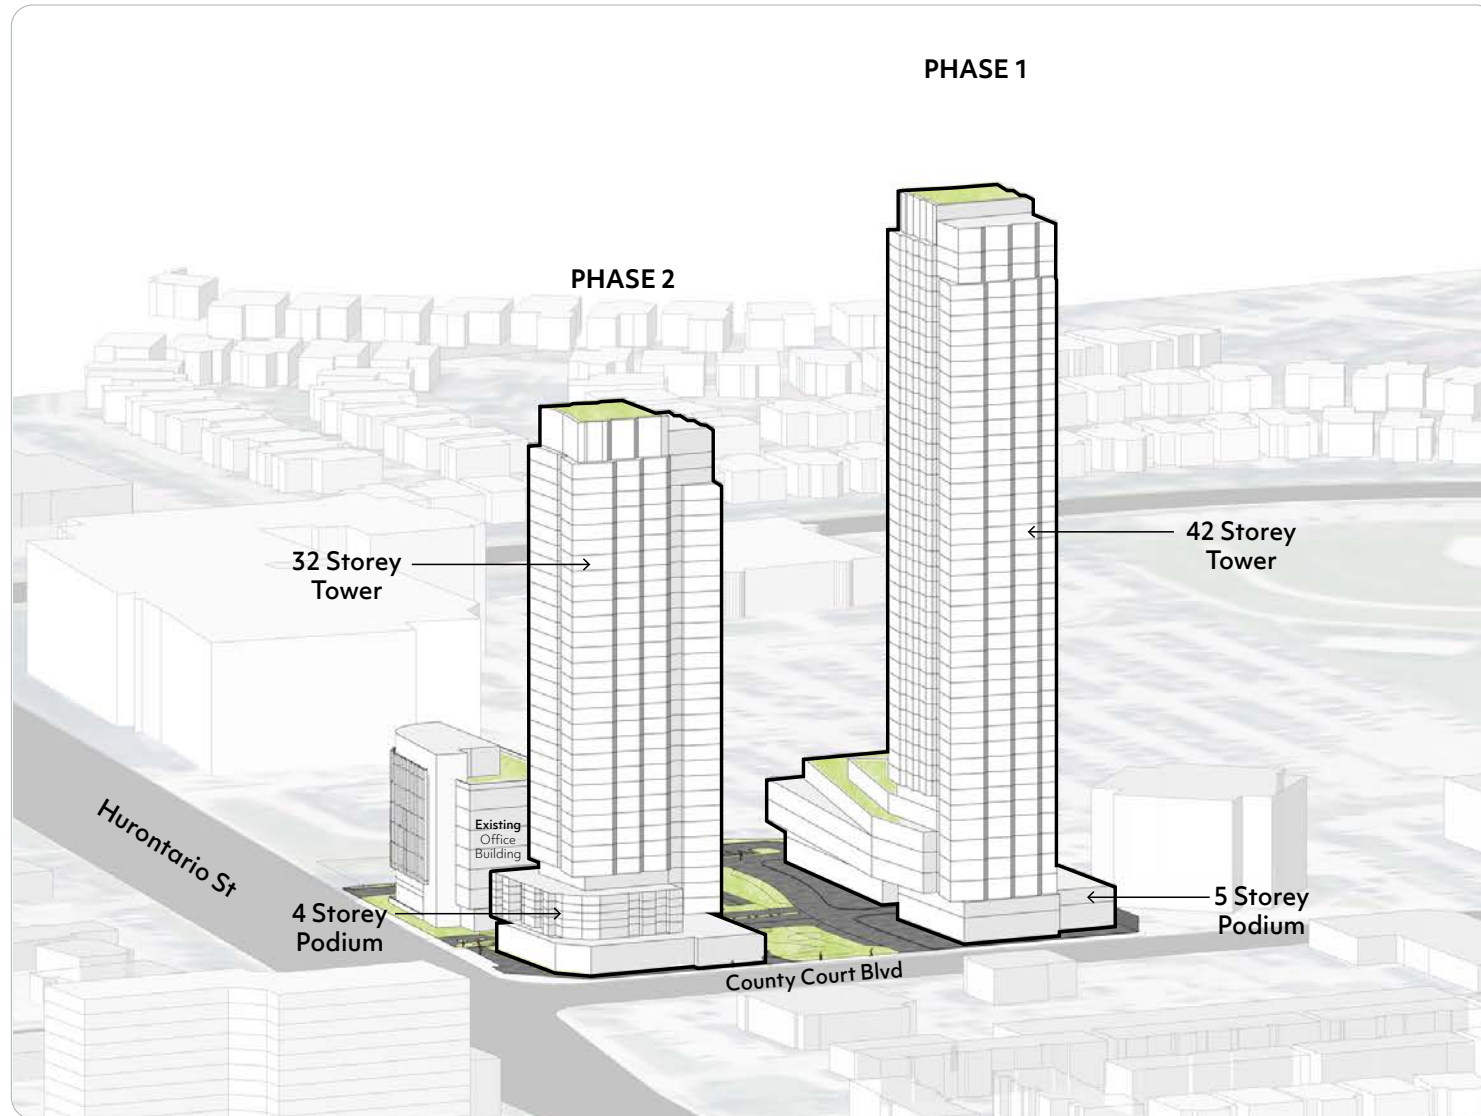 PHASE 1
PHASE 2
32 Storey
Tower
42 Storey
Tower
Existing
Office
Building
Hurontario St
4 Storey
Podium
5 Storey
Podium
County Court Blvd